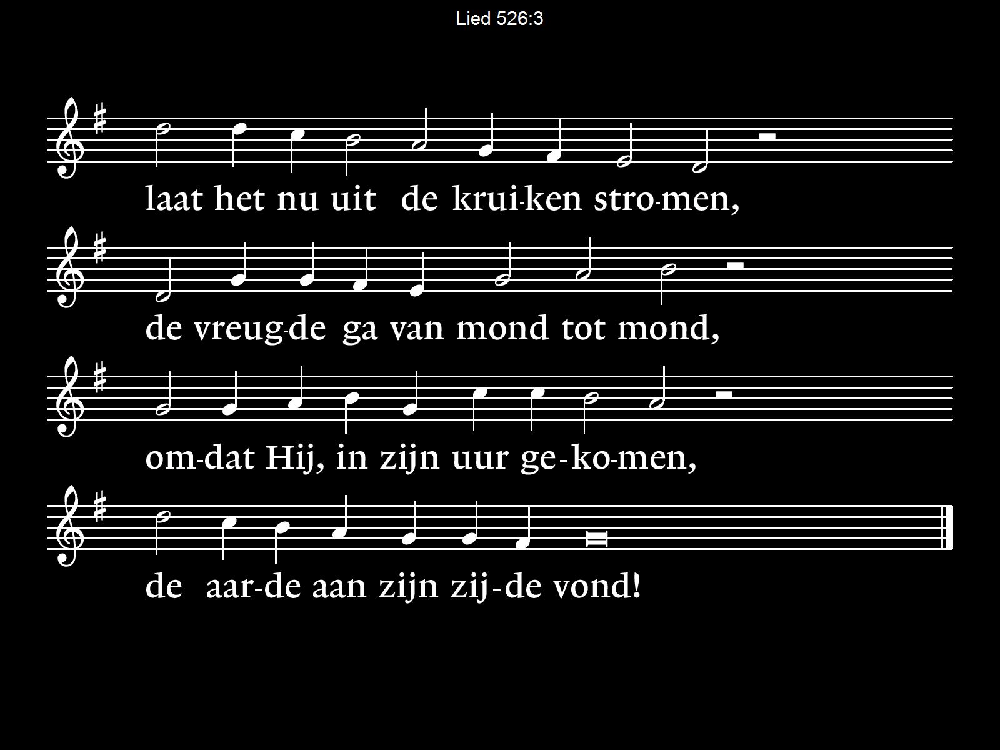 Lied 526:3
laat het nu uit de krui-ken stro-men,
de vreug-de ga van mond tot mond,
om-dat Hij, in zijn uur ge-ko-men,
de aar-de aan zijn zij-de vond!